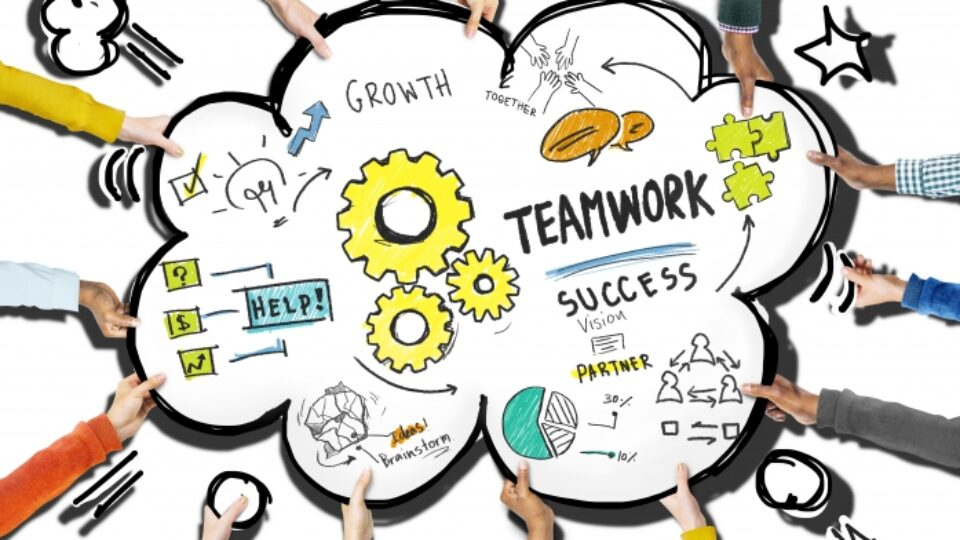 GROWTH
TOGETHER
TEAMWORK
SUCCESS
Vision
PARTNER
?
$
HELP!
30%
10%
Ideas!
Brainstorm